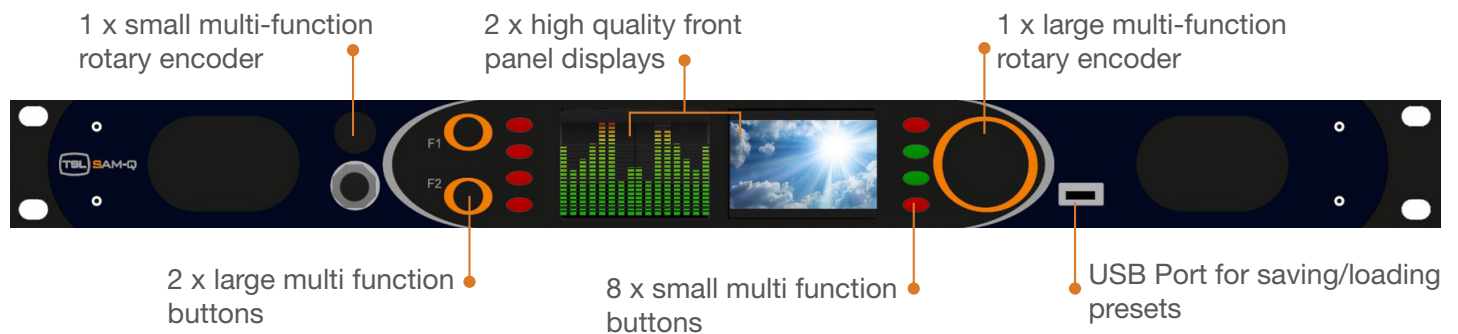 1 x small multi-function
rotary encoder
2 x high quality front
panel displays
1 x large multi-function
rotary encoder
TSL SAM-Q
F1
F2
2 x large multi function
buttons
8 x small multi function
buttons
USB Port for saving/loading
presets